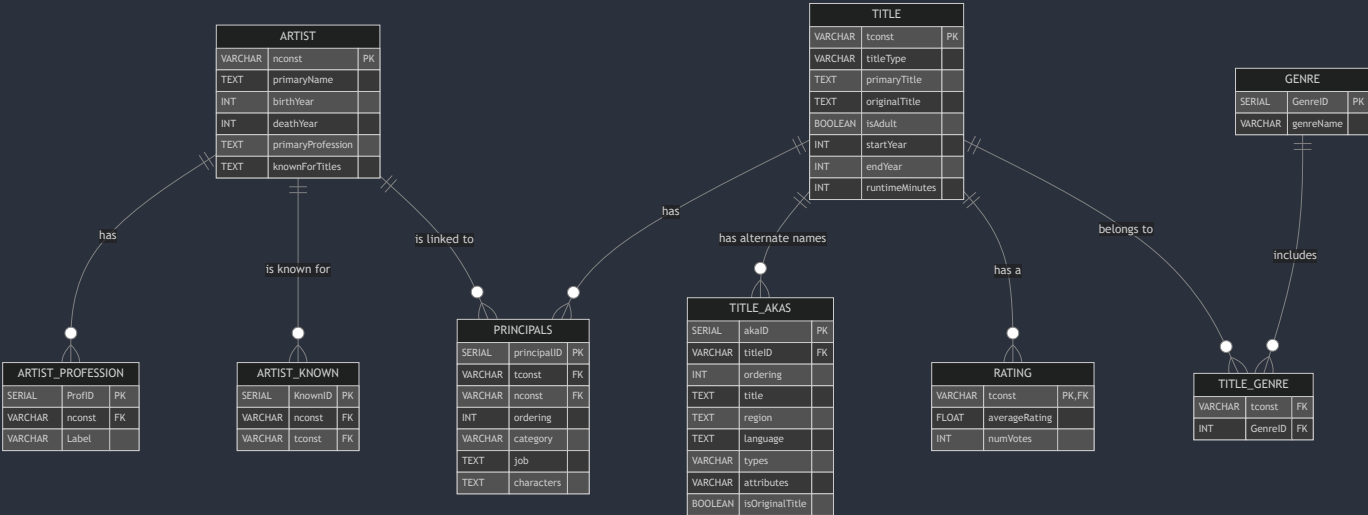 ARTIST
VARCHAR nconst PK
TEXT primaryName
INT birthYear
INT deathYear
TEXT primaryProfession
TEXT knownForTitles
TITLE
VARCHAR tconst PK
VARCHAR titleType
TEXT primaryTitle
TEXT originalTitle
BOOLEAN isAdult
INT startYear
INT endYear
INT runtimeMinutes
GENRE
SERIAL GenreID PK
VARCHAR genreName
has
is known for
is linked to
has
has alternate names
has a
belongs to
includes
ARTIST_PROFESSION
SERIAL ProfID PK
VARCHAR nconst FK
VARCHAR Label
ARTIST_KNOWN
SERIAL KnownID PK
VARCHAR nconst FK
VARCHAR tconst FK
PRINCIPALS
SERIAL principalID PK
VARCHAR tconst FK
VARCHAR nconst FK
INT ordering
VARCHAR category
TEXT job
TEXT characters
TITLE_AKAS
SERIAL akaID PK
VARCHAR titleID FK
INT ordering
TEXT title
TEXT region
TEXT language
VARCHAR types
VARCHAR attributes
BOOLEAN isOriginalTitle
RATING
VARCHAR tconst PK,FK
FLOAT averageRating
INT numVotes
TITLE_GENRE
VARCHAR tconst FK
INT GenreID FK